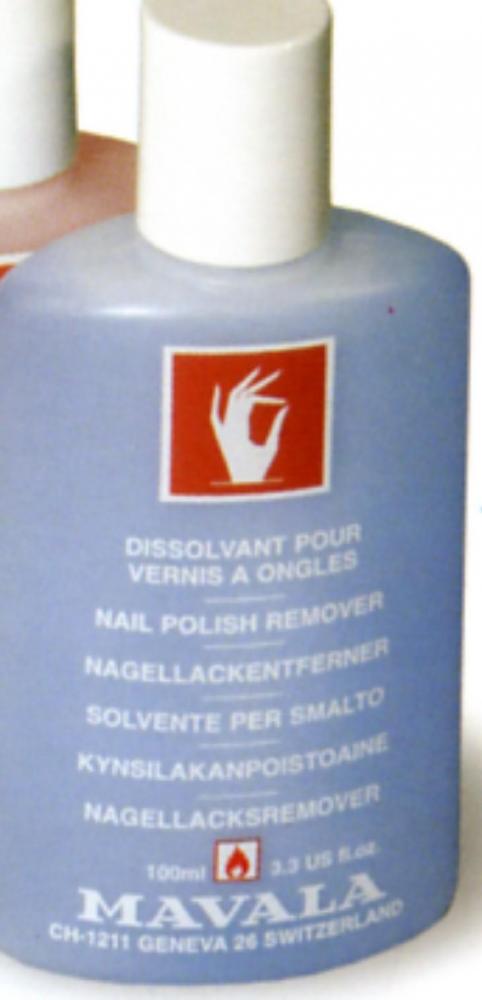 DISSOLVANT POUR
VERNIS A ONGLES
NAIL POLISH REMOVER
NAGELLACKENTFERNER
SOLVENTE PER SMALTO
KYNSILAKANPOISTOAINE
NAGELLACKSREMOVER
100ml 3.3 US fl.oz.
MAVALA
CH-1211 GENEVA 26 SWITZERLAND